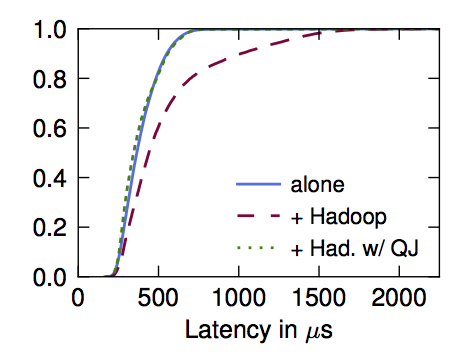 1.0
0.8
0.6
0.4
0.2
0.0
alone
+ Hadoop
+ Had. w/ QJ
0 500 1000 1500 2000
Latency in μs